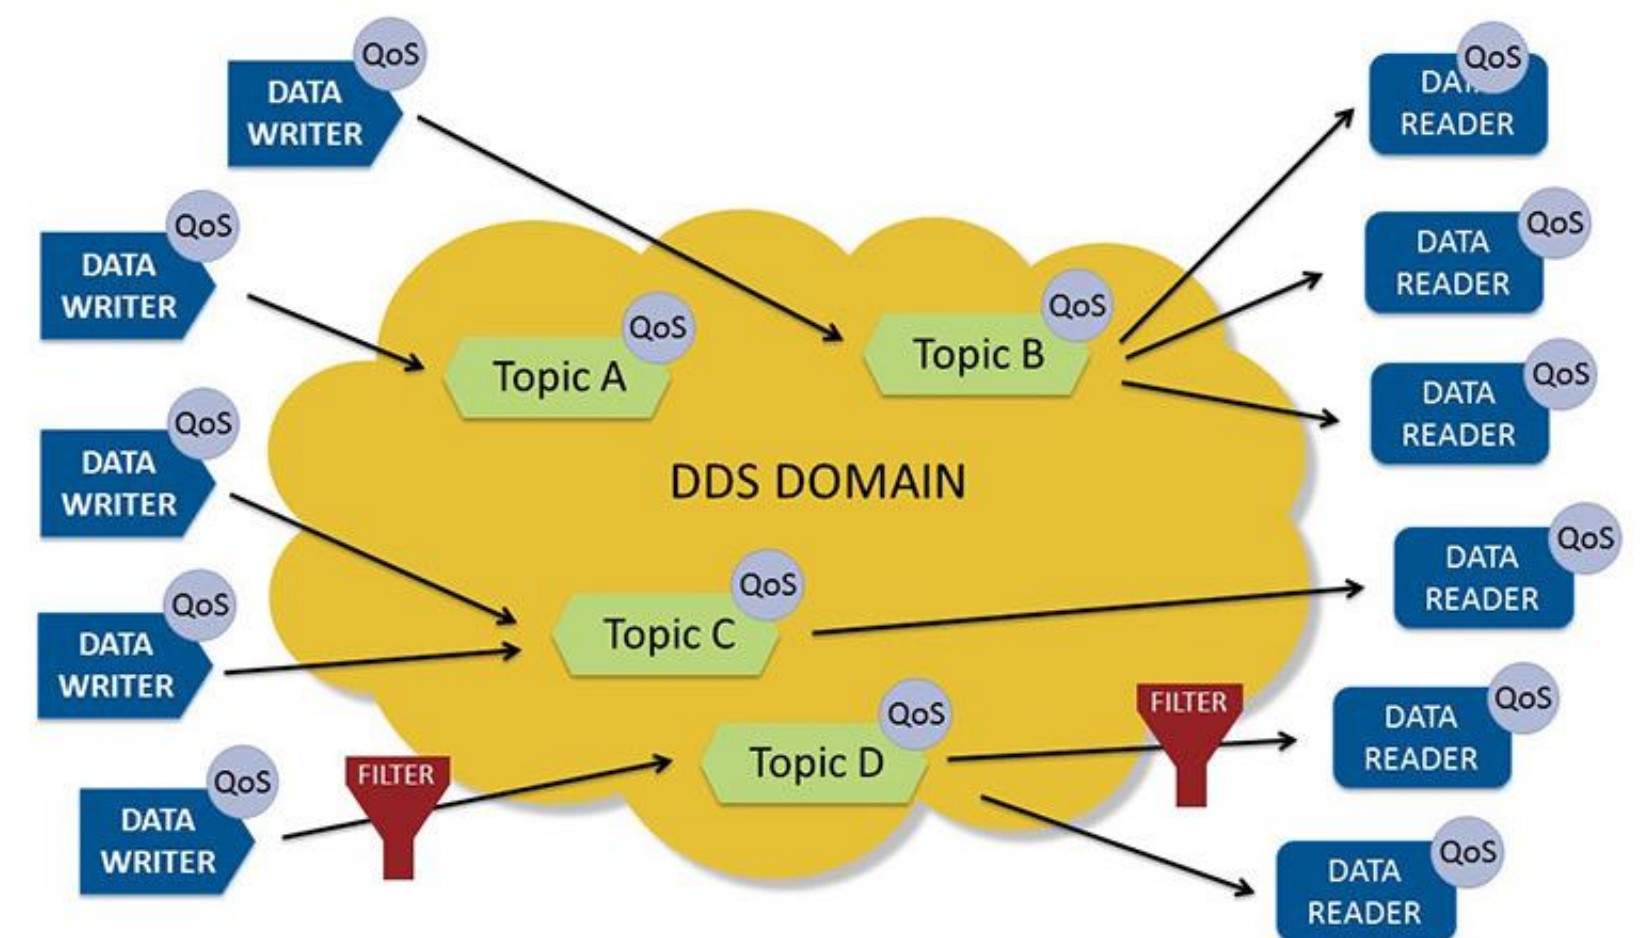 QoS
DATA
WRITER
QoS
DATA
READER
QoS
DATA
WRITER
QoS
DATA
READER
QoS
Topic A
QoS
Topic B
QoS
DATA
READER
QoS
DATA
WRITER
DDS DOMAIN
QoS
DATA
READER
QoS
DATA
WRITER
QoS
Topic C
QoS
DATA
WRITER
FILTER
QoS
Topic D
FILTER
QoS
DATA
READER
QoS
DATA
READER